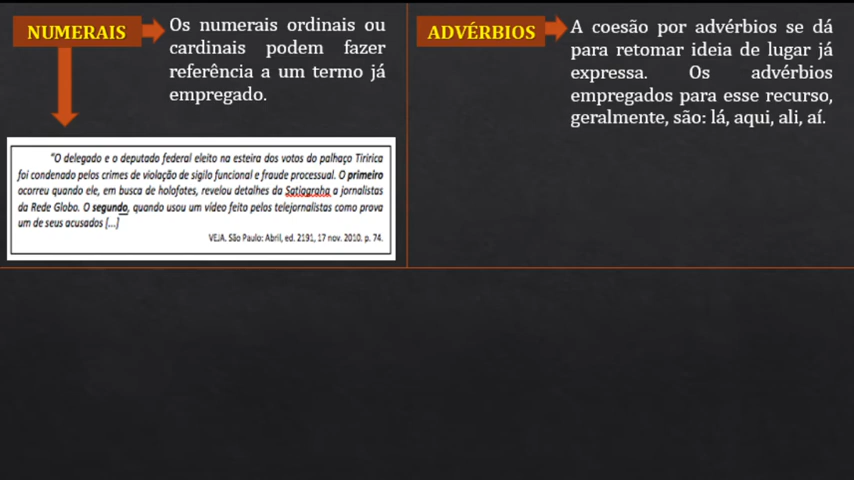 NUMERAIS
Os numerais ordinais ou
cardinais podem fazer
referência a um termo já
empregado.
"O delegado e o deputado federal eleito na esteira dos votos do palhaço Tiririca
foi condenado pelos crimes de violação de sigilo funcional e fraude processual. O primeiro
ocorreu quando ele, em busca de holofotes, revelou detalhes da Satiagraha a jornalistas
da Rede Globo. O segundo, quando usou um vídeo feito pelos telejornalistas como prova
um de seus acusados [...]
VEJA. São Paulo: Abril, ed. 2191, 17 nov. 2010. p. 74.
ADVÉRBIOS
A coesão por advérbios se dá
para retomar ideia de lugar já
expressa. Os advérbios
empregados para esse recurso,
geralmente, são: lá, aqui, ali, aí.